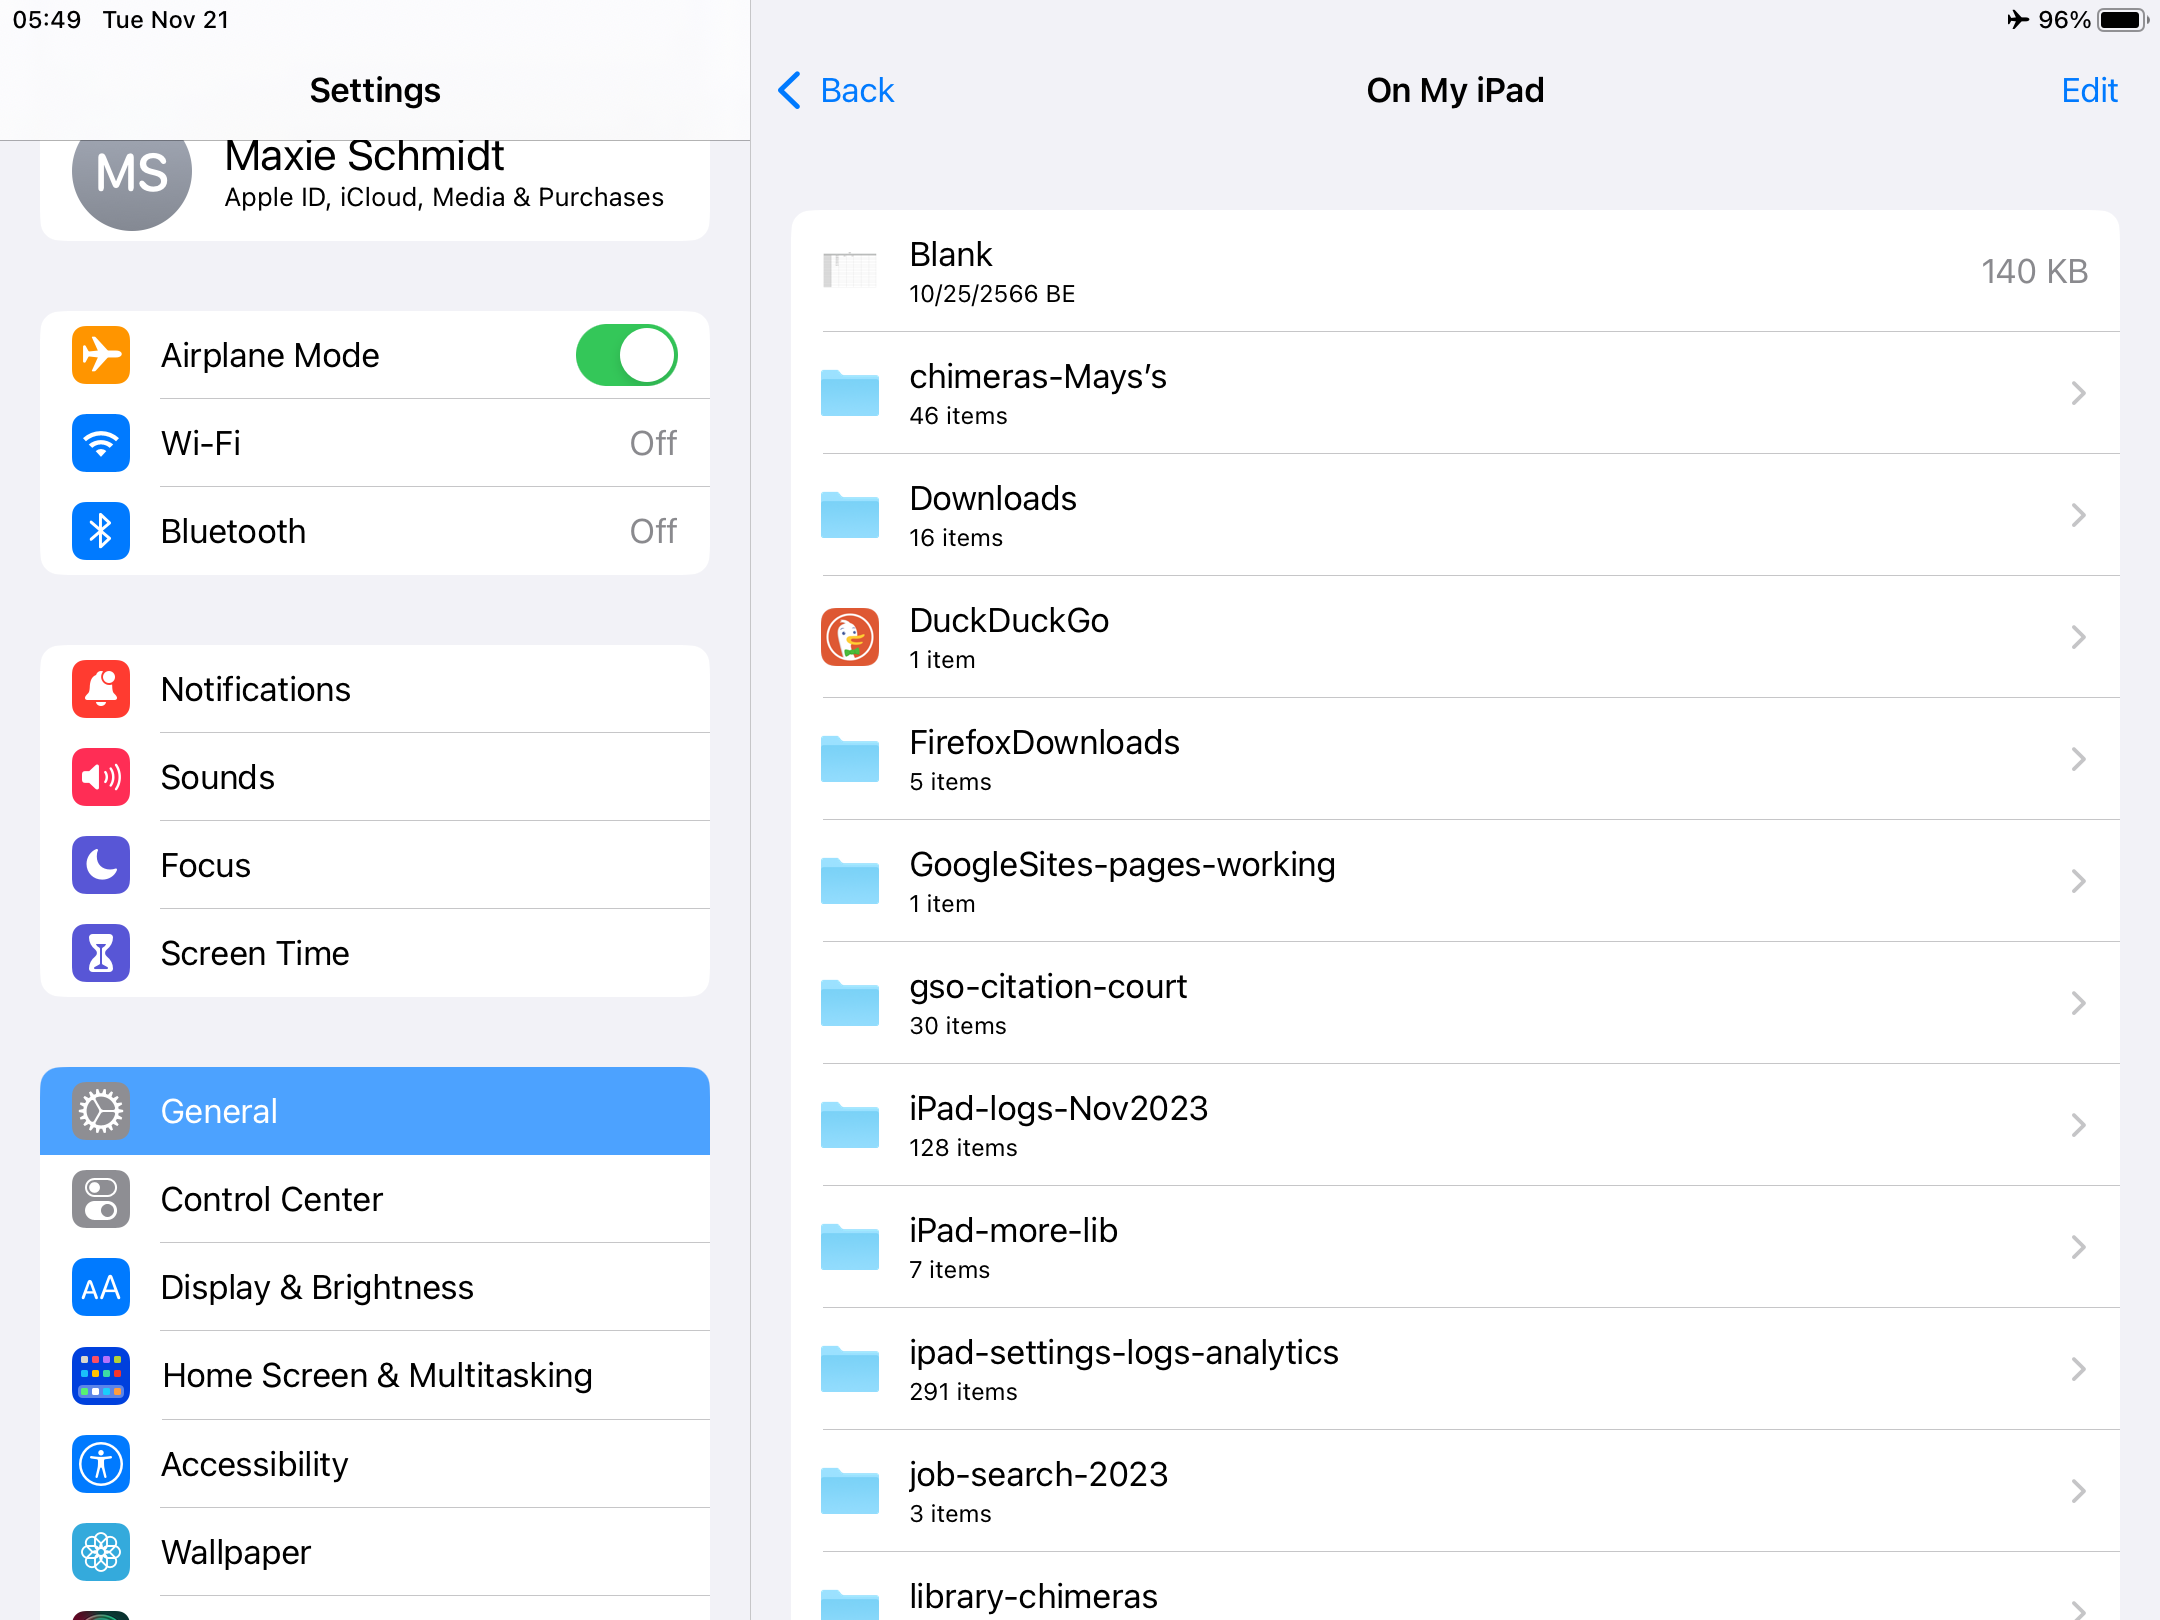 05:49 Tue Nov 21
96%
Settings
MS
Maxie Schmidt
Apple ID, iCloud, Media & Purchases
Airplane Mode
Wi-Fi Off
Bluetooth Off
Notifications
Sounds
Focus
Screen Time
General
Control Center
AA Display & Brightness
Home Screen & Multitasking
Accessibility
Wallpaper
Back
On My iPad
Edit
Blank
10/25/2566 BE
140 KB
chimeras-Mays’s
46 items
Downloads
16 items
DuckDuckGo
1 item
FirefoxDownloads
5 items
GoogleSites-pages-working
1 item
gso-citation-court
30 items
iPad-logs-Nov2023
128 items
iPad-more-lib
7 items
ipad-settings-logs-analytics
291 items
job-search-2023
3 items
library-chimeras